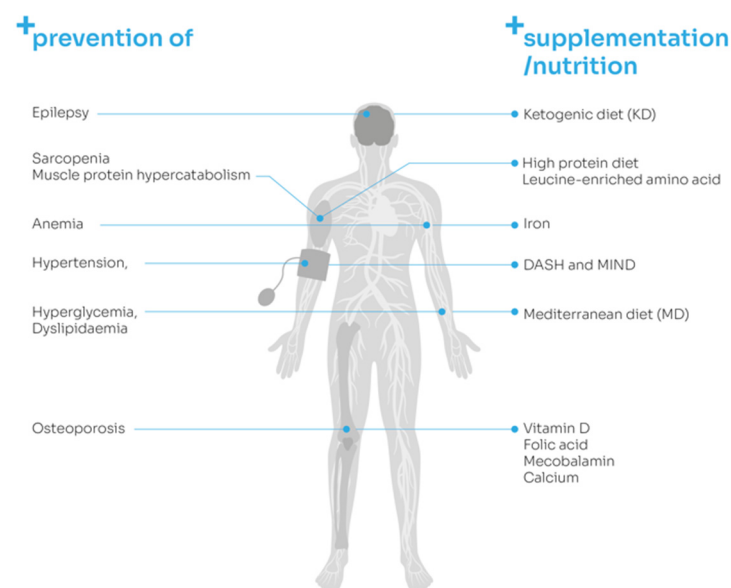 prevention of
supplementation
/nutrition
Epilepsy
Ketogenic diet (KD)
Sarcopenia
Muscle protein hypercatabolism
High protein diet
Leucine-enriched amino acid
Anemia
Iron
Hypertension,
DASH and MIND
Hyperglycemia,
Dyslipidaemia
Mediterranean diet (MD)
Osteoporosis
Vitamin D
Folic acid
Mecobalamin
Calcium